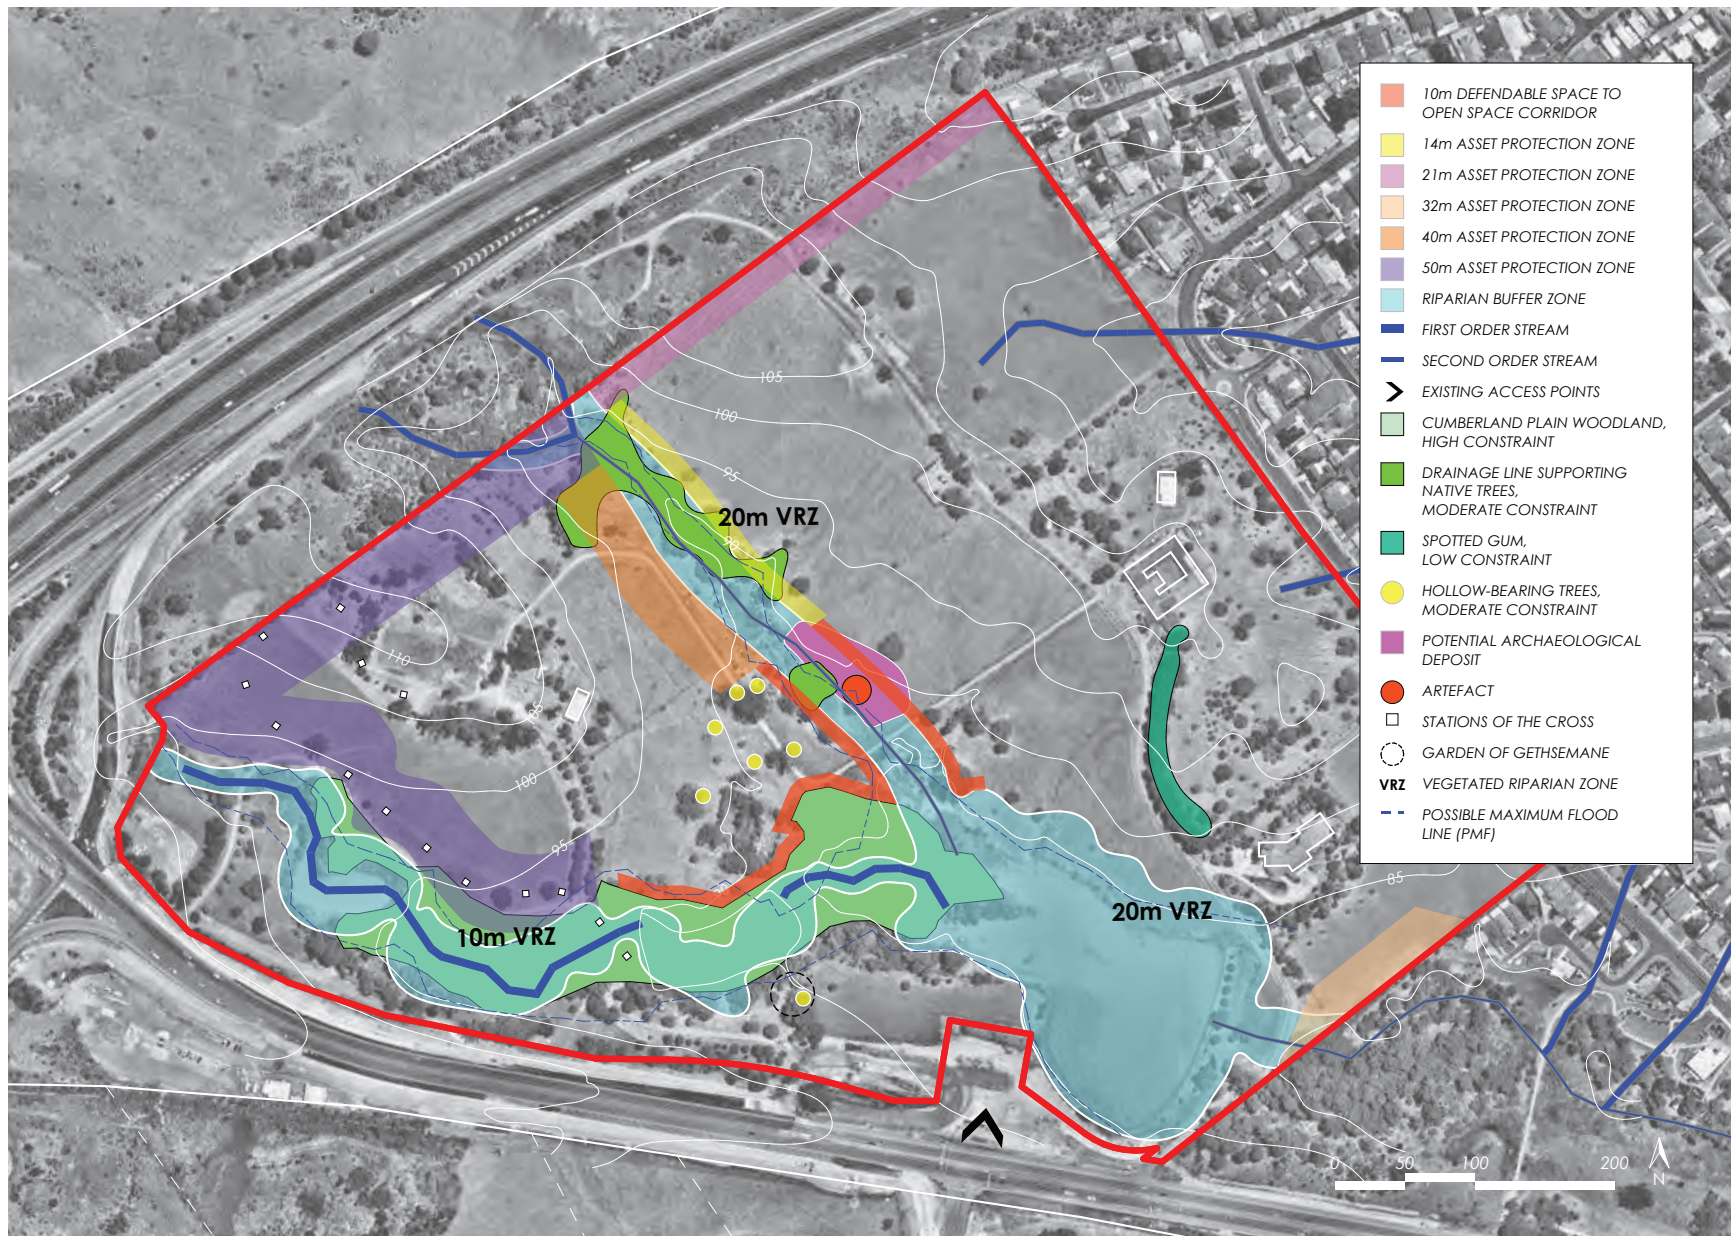 10m DEFENDABLE SPACE TO
OPEN SPACE CORRIDOR
14m ASSET PROTECTION ZONE
21m ASSET PROTECTION ZONE
32m ASSET PROTECTION ZONE
40m ASSET PROTECTION ZONE
50m ASSET PROTECTION ZONE
RIPARIAN BUFFER ZONE
FIRST ORDER STREAM
SECOND ORDER STREAM
EXISTING ACCESS POINTS
CUMBERLAND PLAIN WOODLAND,
HIGH CONSTRAINT
DRAINAGE LINE SUPPORTING
NATIVE TREES,
MODERATE CONSTRAINT
SPOTTED GUM,
LOW CONSTRAINT
HOLLOW-BEARING TREES,
MODERATE CONSTRAINT
POTENTIAL ARCHAEOLOGICAL
DEPOSIT
ARTEFACT
STATIONS OF THE CROSS
GARDEN OF GETHSEMANE
VRZ VEGETATED RIPARIAN ZONE
POSSIBLE MAXIMUM FLOOD
LINE (PMF)
105
100
95
20m VRZ
90
110
105
100
95
85
20m VRZ
10m VRZ
0 50 100 200
N